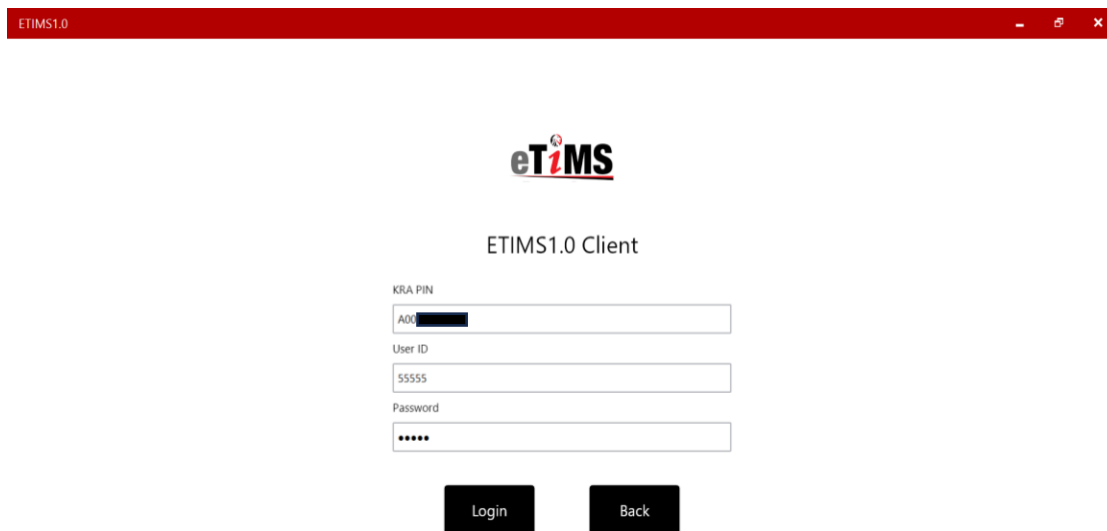 ETIMS1.0
eTiMS
ETIMS1.0 Client
KRA PIN
A00
User ID
55555
Password
•••••
Login Back